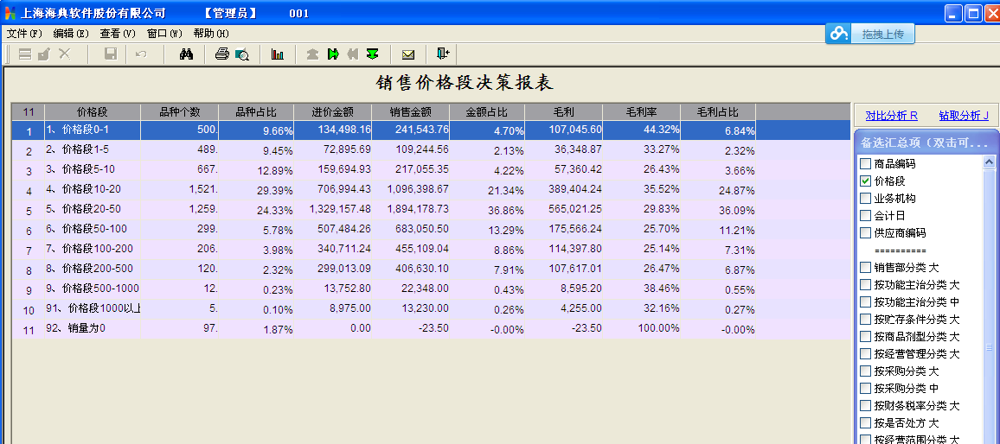 上海海典软件股份有限公司 【管理员】 001
文件(F) 编辑(E) 查看(V) 窗口(W) 帮助(H)
拖拽上传
销售价格段决策报表
11 价格段 品种个数 品种占比 进价金额 销售金额 金额占比 毛利 毛利率 毛利占比
1 1、价格段0-1 500. 9.66% 134,498.16 241,543.76 4.70% 107,045.60 44.32% 6.84%
2 2、价格段1-5 489. 9.45% 72,895.69 109,244.56 2.13% 36,348.87 33.27% 2.32%
3 3、价格段5-10 667. 12.89% 159,694.93 217,055.35 4.22% 57,360.42 26.43% 3.66%
4 4、价格段10-20 1,521. 29.39% 706,994.43 1,096,398.67 21.34% 389,404.24 35.52% 24.87%
5 5、价格段20-50 1,259. 24.33% 1,329,157.48 1,894,178.73 36.86% 565,021.25 29.83% 36.09%
6 6、价格段50-100 299. 5.78% 507,484.26 683,050.50 13.29% 175,566.24 25.70% 11.21%
7 7、价格段100-200 206. 3.98% 340,711.24 455,109.04 8.86% 114,397.80 25.14% 7.31%
8 8、价格段200-500 120. 2.32% 299,013.09 406,630.10 7.91% 107,617.01 26.47% 6.87%
9 9、价格段500-1000 12. 0.23% 13,752.80 22,348.00 0.43% 8,595.20 38.46% 0.55%
10 91、价格段1000以上 5. 0.10% 8,975.00 13,230.00 0.26% 4,255.00 32.16% 0.27%
11 92、销量为0 97. 1.87% 0.00 -23.50 -0.00% -23.50 100.00% -0.00%
对比分析 R 钻取分析 J
备选汇总项（双击可...
商品编码
价格段
业务机构
会计日
供应商编码
==========
销售部分类 大
按功能主治分类 大
按功能主治分类 中
按贮存条件分类 大
按商品剂型分类 大
按经营管理分类 大
按采购分类 大
按采购分类 中
按财务税率分类 大
按是否处方 大
按经营范围分类 大